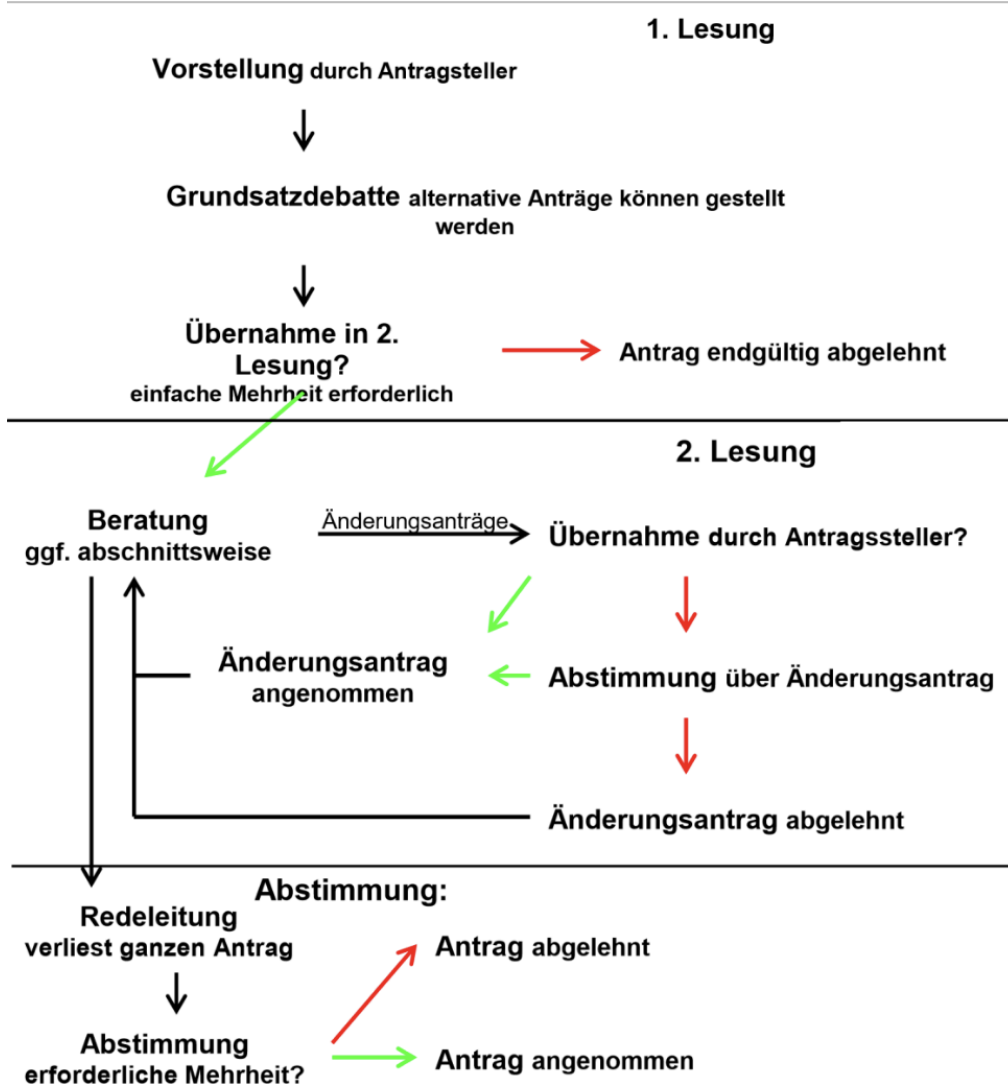 1. Lesung
Vorstellung durch Antragsteller
Grundsatzdebatte alternative Anträge können gestellt
werden
Übernahme in 2.
Lesung?
einfache Mehrheit erforderlich
Antrag endgültig abgelehnt
2. Lesung
Beratung
ggf. abschnittsweise
Änderungsanträge
Übernahme durch Antragssteller?
Änderungsantrag
angenommen
Abstimmung über Änderungsantrag
Änderungsantrag abgelehnt
Abstimmung:
Redeleitung
verliest ganzen Antrag
Antrag abgelehnt
Abstimmung
erforderliche Mehrheit?
Antrag angenommen